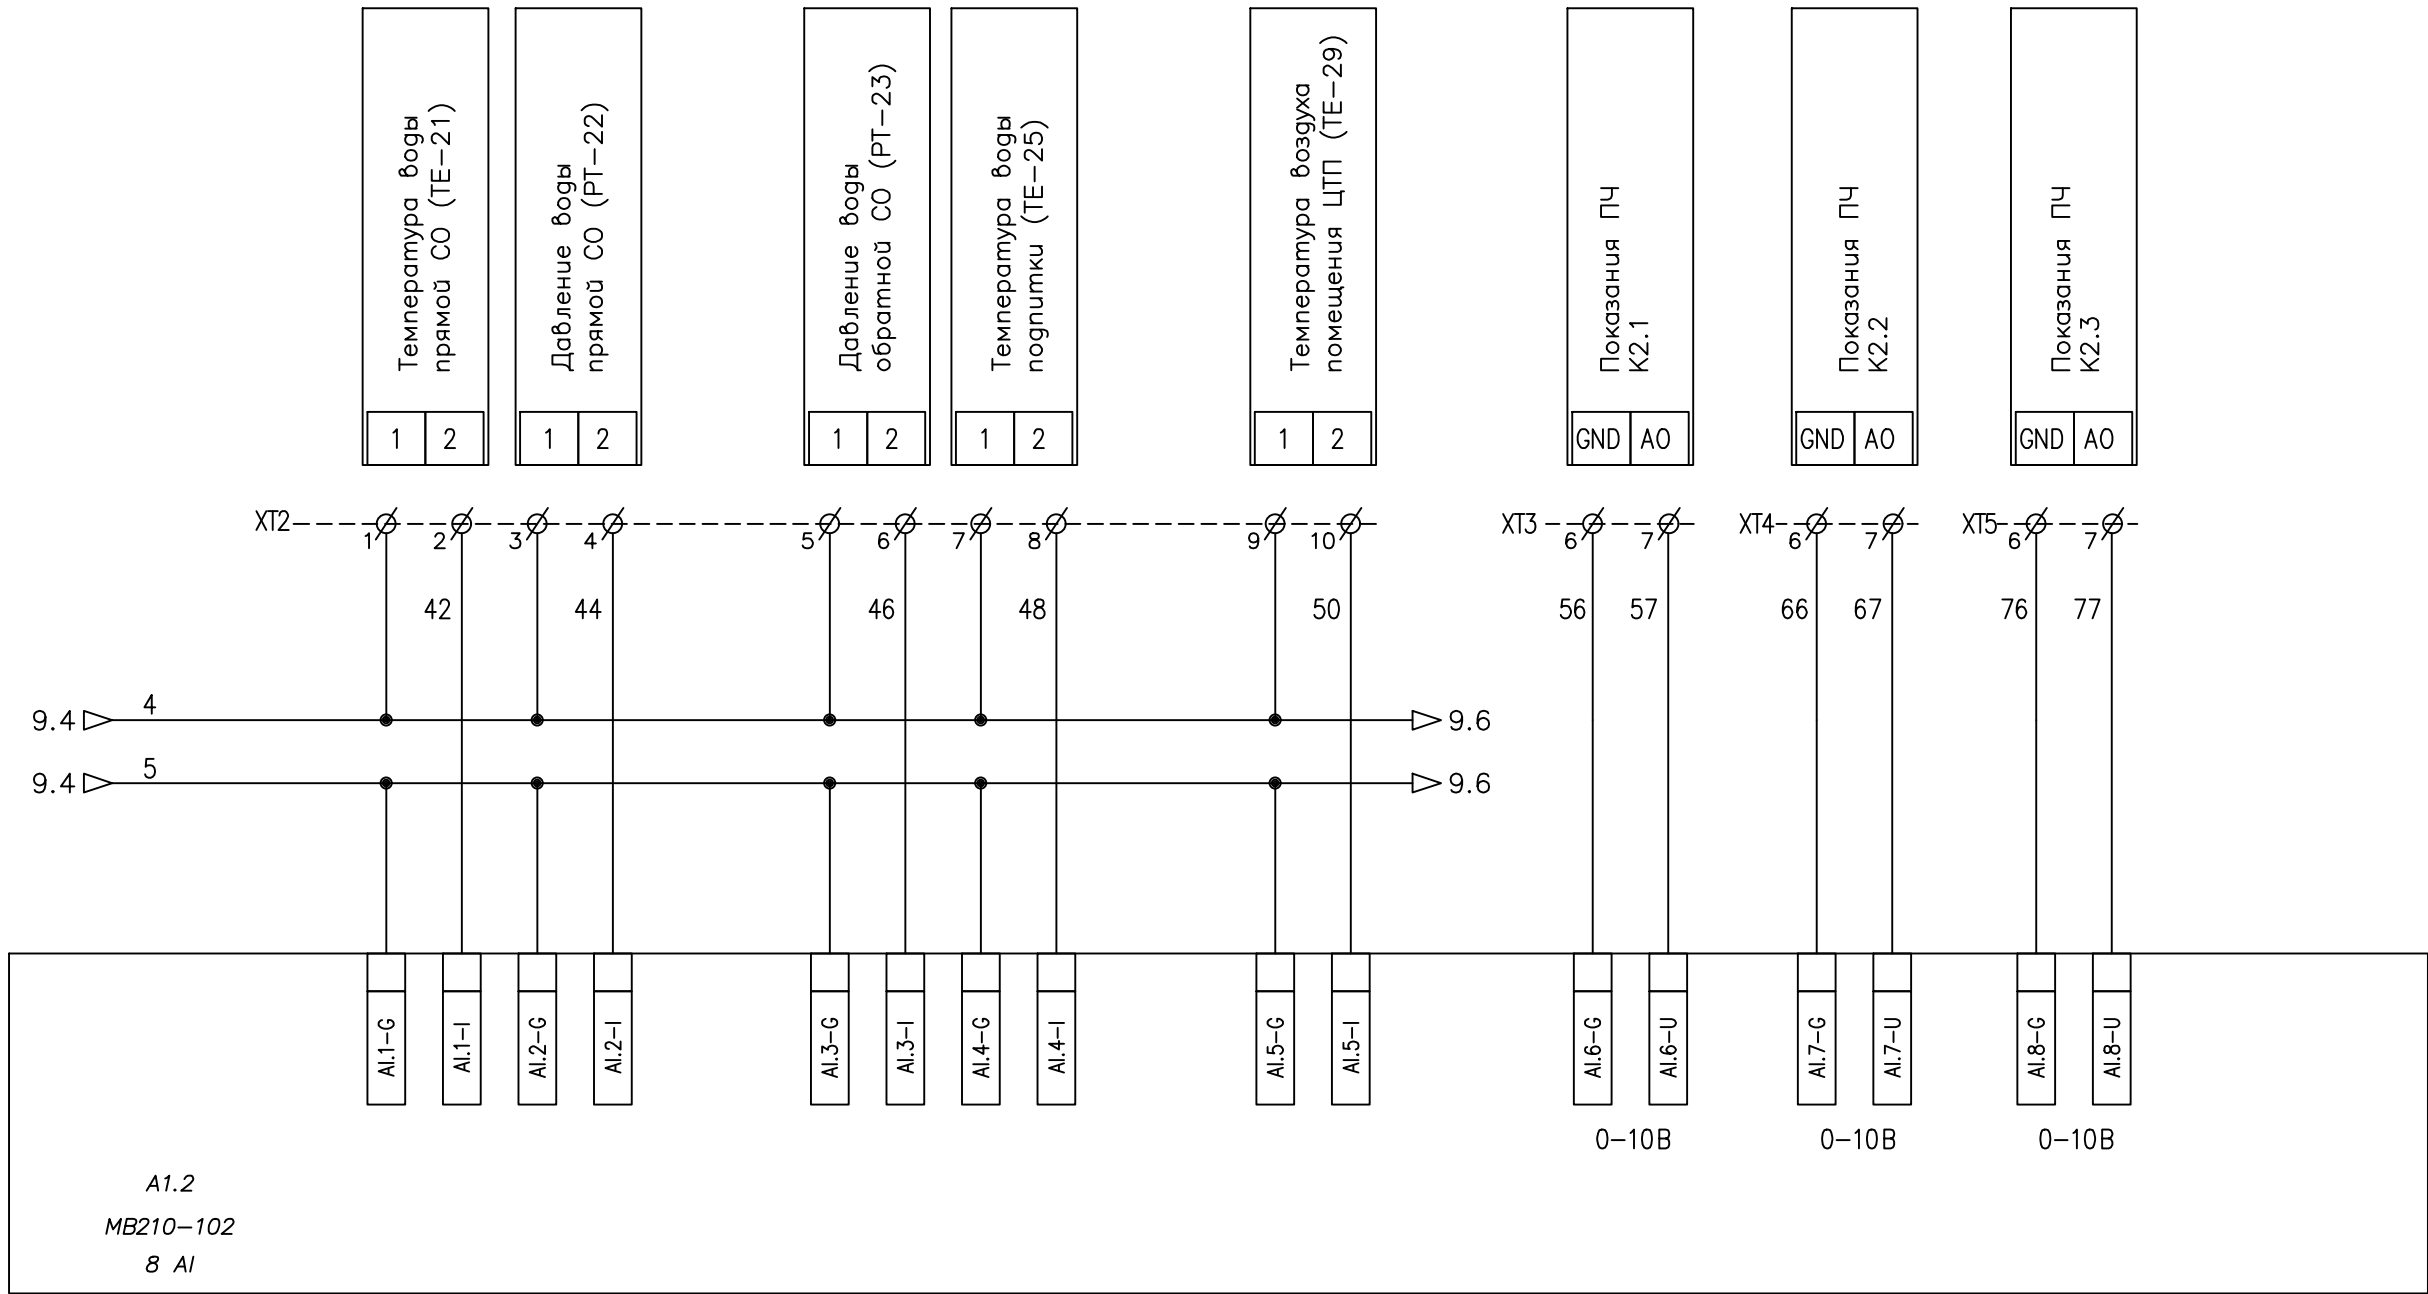 Температура воды
прямой СО (ТЕ-21)
Давление воды
прямой СО (РТ-22)
Давление воды
обратной СО (РТ-23)
Температура воды
подпитки (ТЕ-25)
Температура воздуха
помещения ЦТП (ТЕ-29)
Показания ПЧ
К2.1
Показания ПЧ
К2.2
Показания ПЧ
К2.3
1 2 1 2 1 2 1 2 1 2 GND AO GND AO GND AO
XT2 1 2 3 4 5 6 7 8 9 10 XT3 6 7 XT4 6 7 XT5 6 7
42 44 46 48 50 56 57 66 67 76 77
9.4 4 9.6
9.4 5 9.6
AI.1-G AI.1-I AI.2-G AI.2-I AI.3-G AI.3-I AI.4-G AI.4-I AI.5-G AI.5-I AI.6-G AI.6-U AI.7-G AI.7-U AI.8-G AI.8-U
0-10В 0-10В 0-10В
А1.2
МВ210-102
8 AI